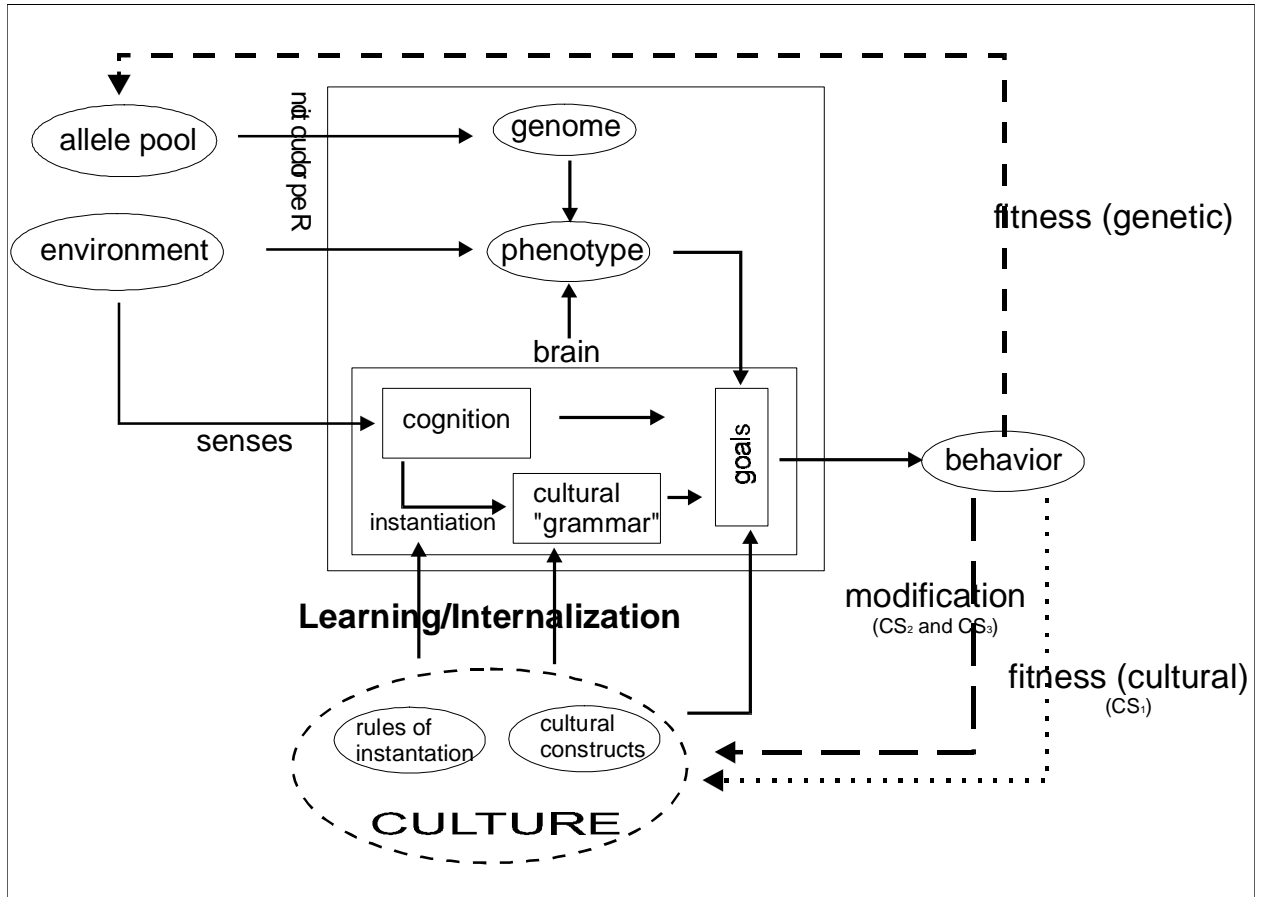 allele pool
Reproduction
genome
fitness (genetic)
environment
phenotype
brain
cognition
senses
goals
behavior
cultural
"grammar"
instantiation
Learning/Internalization
modification
(CS₂ and CS₃)
fitness (cultural)
(CS₁)
rules of
instantation
cultural
constructs
CULTURE